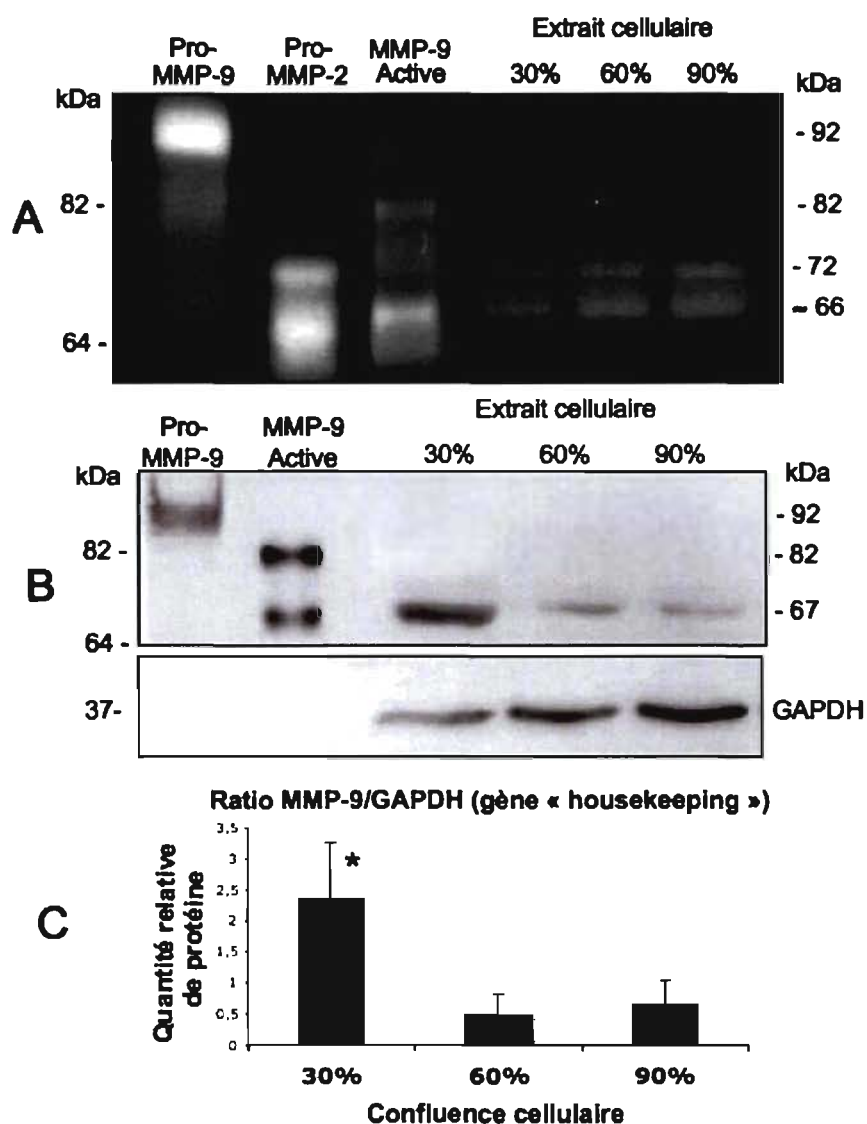 Extrait cellulaire
Pro-
MMP-9
Pro-
MMP-2
MMP-9
Active
30% 60% 90%
kDa
kDa
- 92
82 -
- 82
- 72
~ 66
64 -
A
Extrait cellulaire
Pro-
MMP-9
MMP-9
Active
30% 60% 90%
kDa
kDa
- 92
82 -
- 82
- 67
64 -
B
37-
GAPDH
Ratio MMP-9/GAPDH (gène « housekeeping »)
C
Quantité relative
de protéine
3,5
3
2,5
2
1,5
1
0,5
0
*
30% 60% 90%
Confluence cellulaire